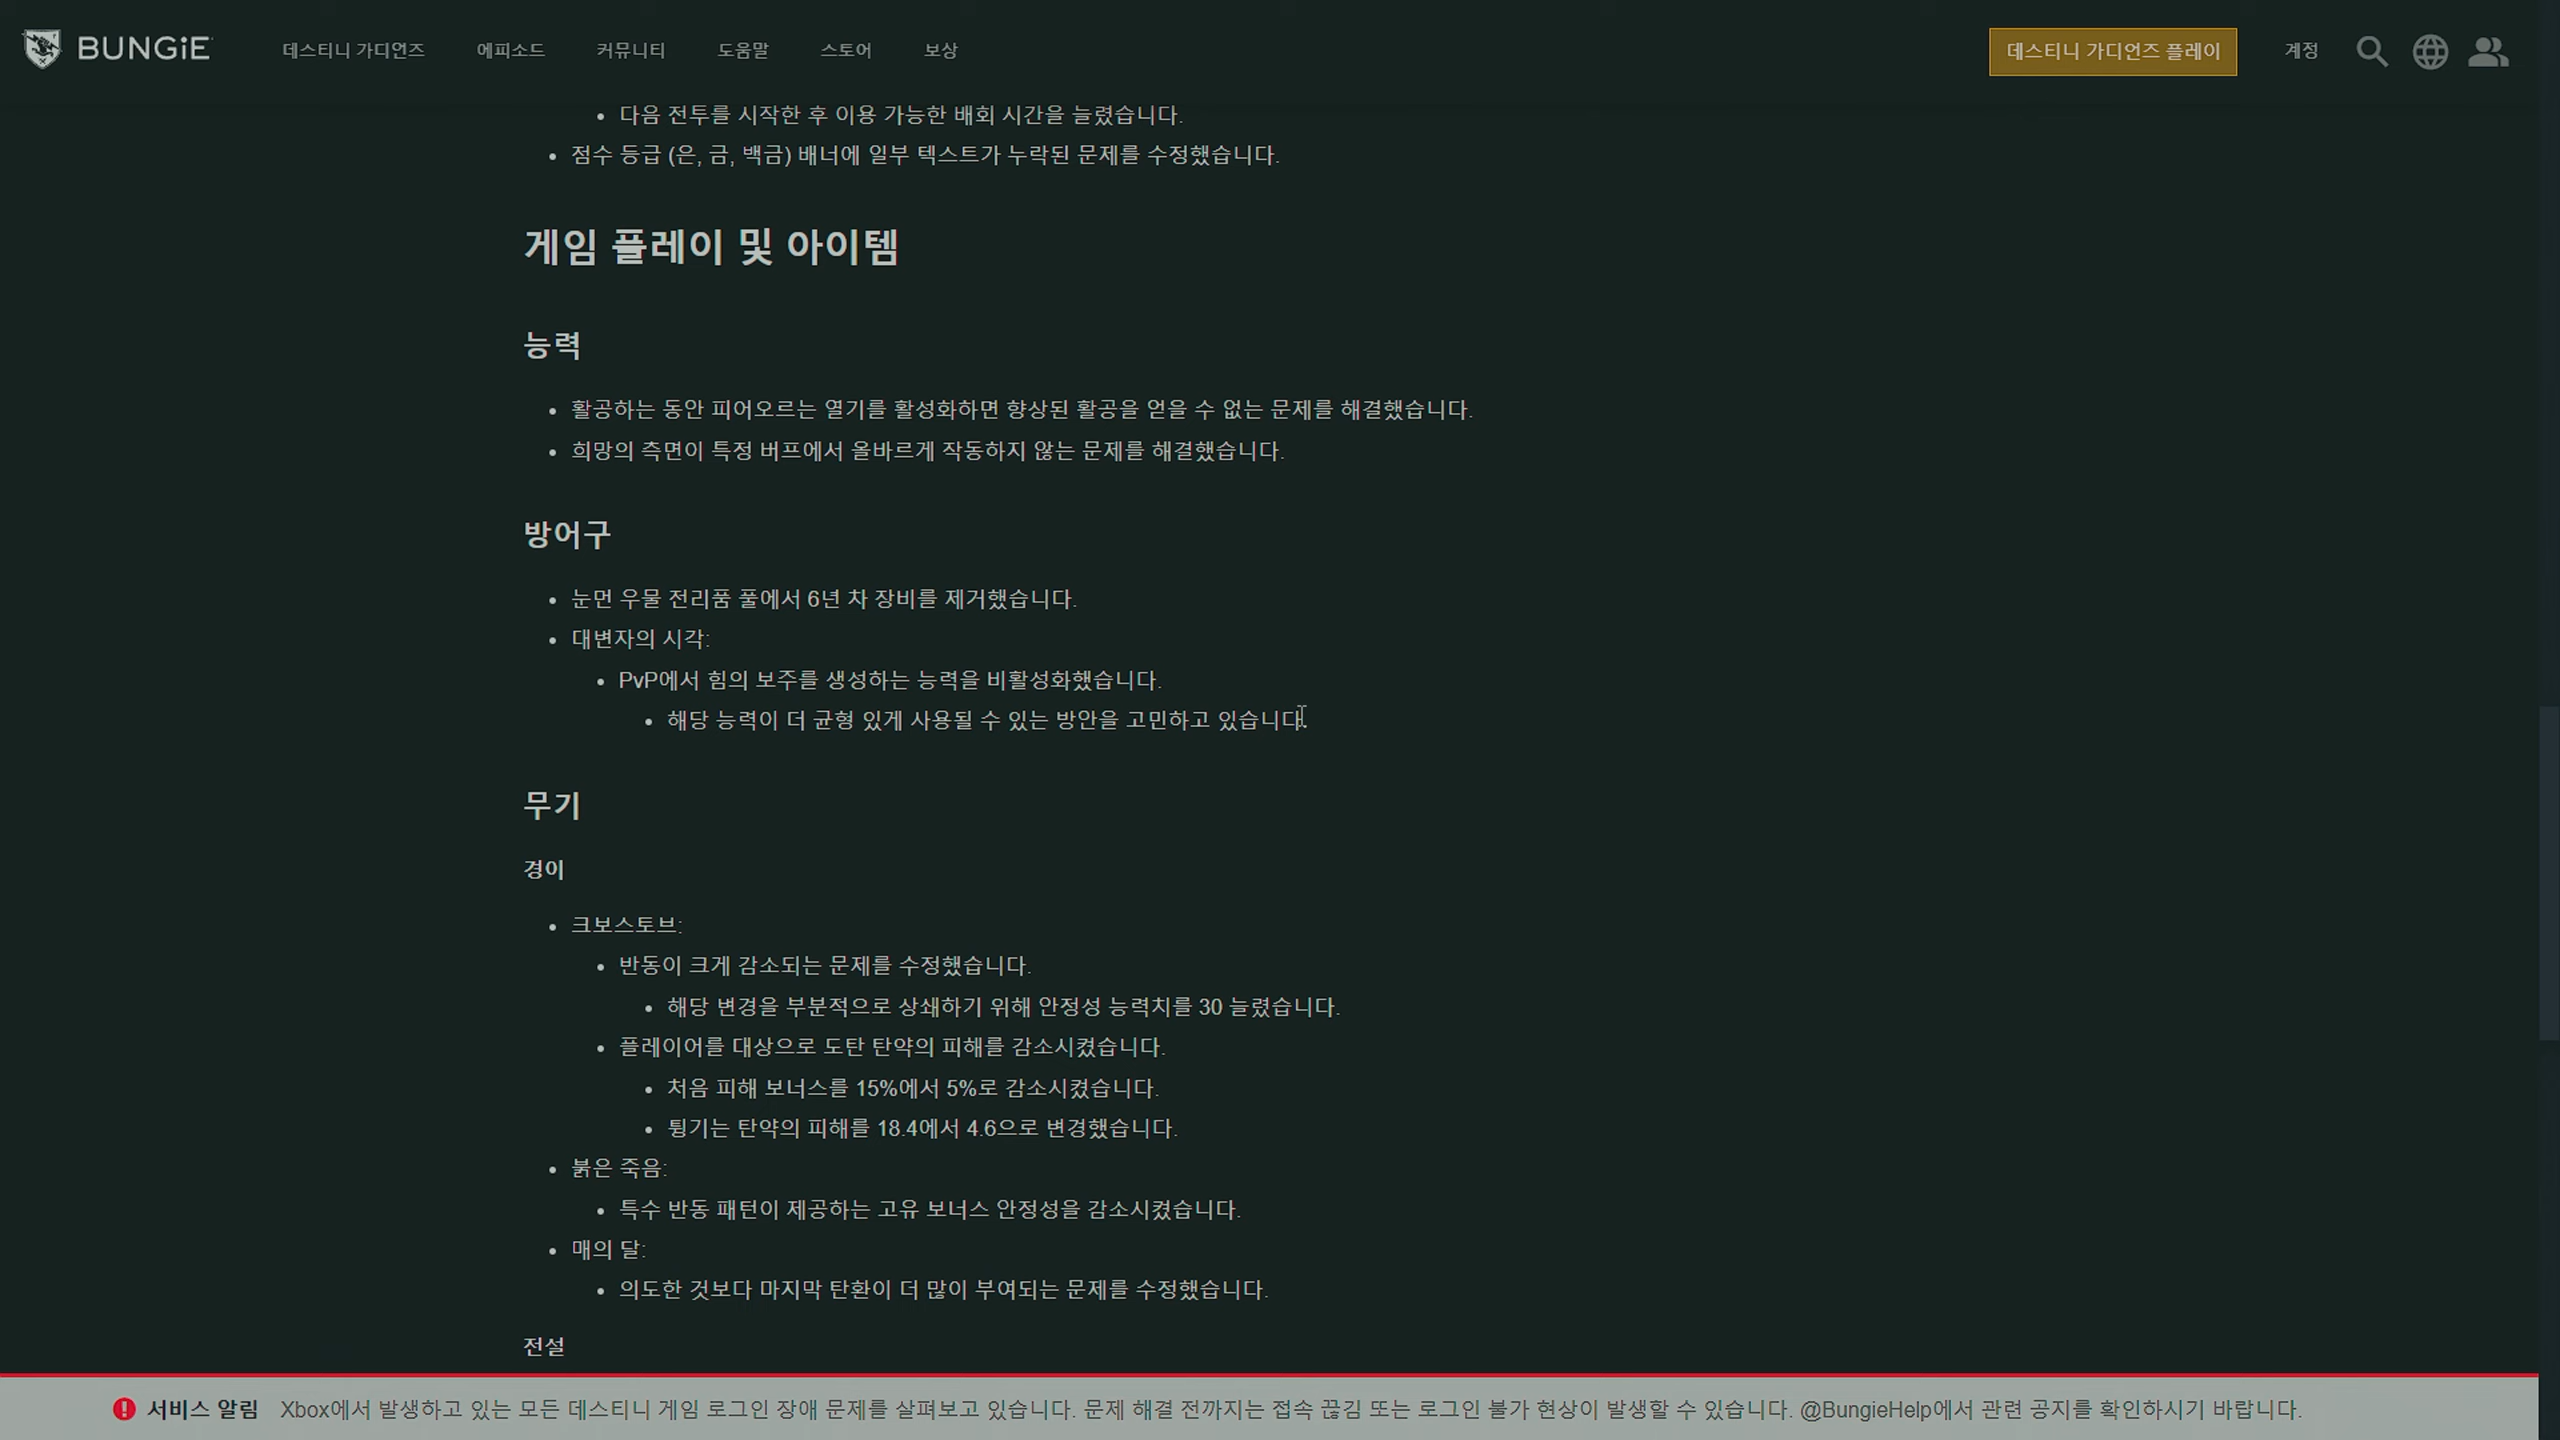 BUNGiE 데스티니 가디언즈 에피소드 커뮤니티 도움말 스토어 보상 데스티니 가디언즈 플레이 계정
다음 전투를 시작한 후 이용 가능한 배회 시간을 늘렸습니다.
점수 등급 (은, 금, 백금) 배너에 일부 텍스트가 누락된 문제를 수정했습니다.
게임 플레이 및 아이템
능력
활공하는 동안 피어오르는 열기를 활성화하면 향상된 활공을 얻을 수 없는 문제를 해결했습니다.
희망의 측면이 특정 버프에서 올바르게 작동하지 않는 문제를 해결했습니다.
방어구
눈먼 우물 전리품 풀에서 6년 차 장비를 제거했습니다.
대변자의 시각:
PvP에서 힘의 보주를 생성하는 능력을 비활성화했습니다.
해당 능력이 더 균형 있게 사용될 수 있는 방안을 고민하고 있습니다.
무기
경이
크보스토브:
반동이 크게 감소되는 문제를 수정했습니다.
해당 변경을 부분적으로 상쇄하기 위해 안정성 능력치를 30 늘렸습니다.
플레이어를 대상으로 도탄 탄약의 피해를 감소시켰습니다.
처음 피해 보너스를 15%에서 5%로 감소시켰습니다.
튕기는 탄약의 피해를 18.4에서 4.6으로 변경했습니다.
붉은 죽음:
특수 반동 패턴이 제공하는 고유 보너스 안정성을 감소시켰습니다.
매의 달:
의도한 것보다 마지막 탄환이 더 많이 부여되는 문제를 수정했습니다.
전설
서비스 알림 Xbox에서 발생하고 있는 모든 데스티니 게임 로그인 장애 문제를 살펴보고 있습니다. 문제 해결 전까지는 접속 끊김 또는 로그인 불가 현상이 발생할 수 있습니다. @BungieHelp에서 관련 공지를 확인하시기 바랍니다.